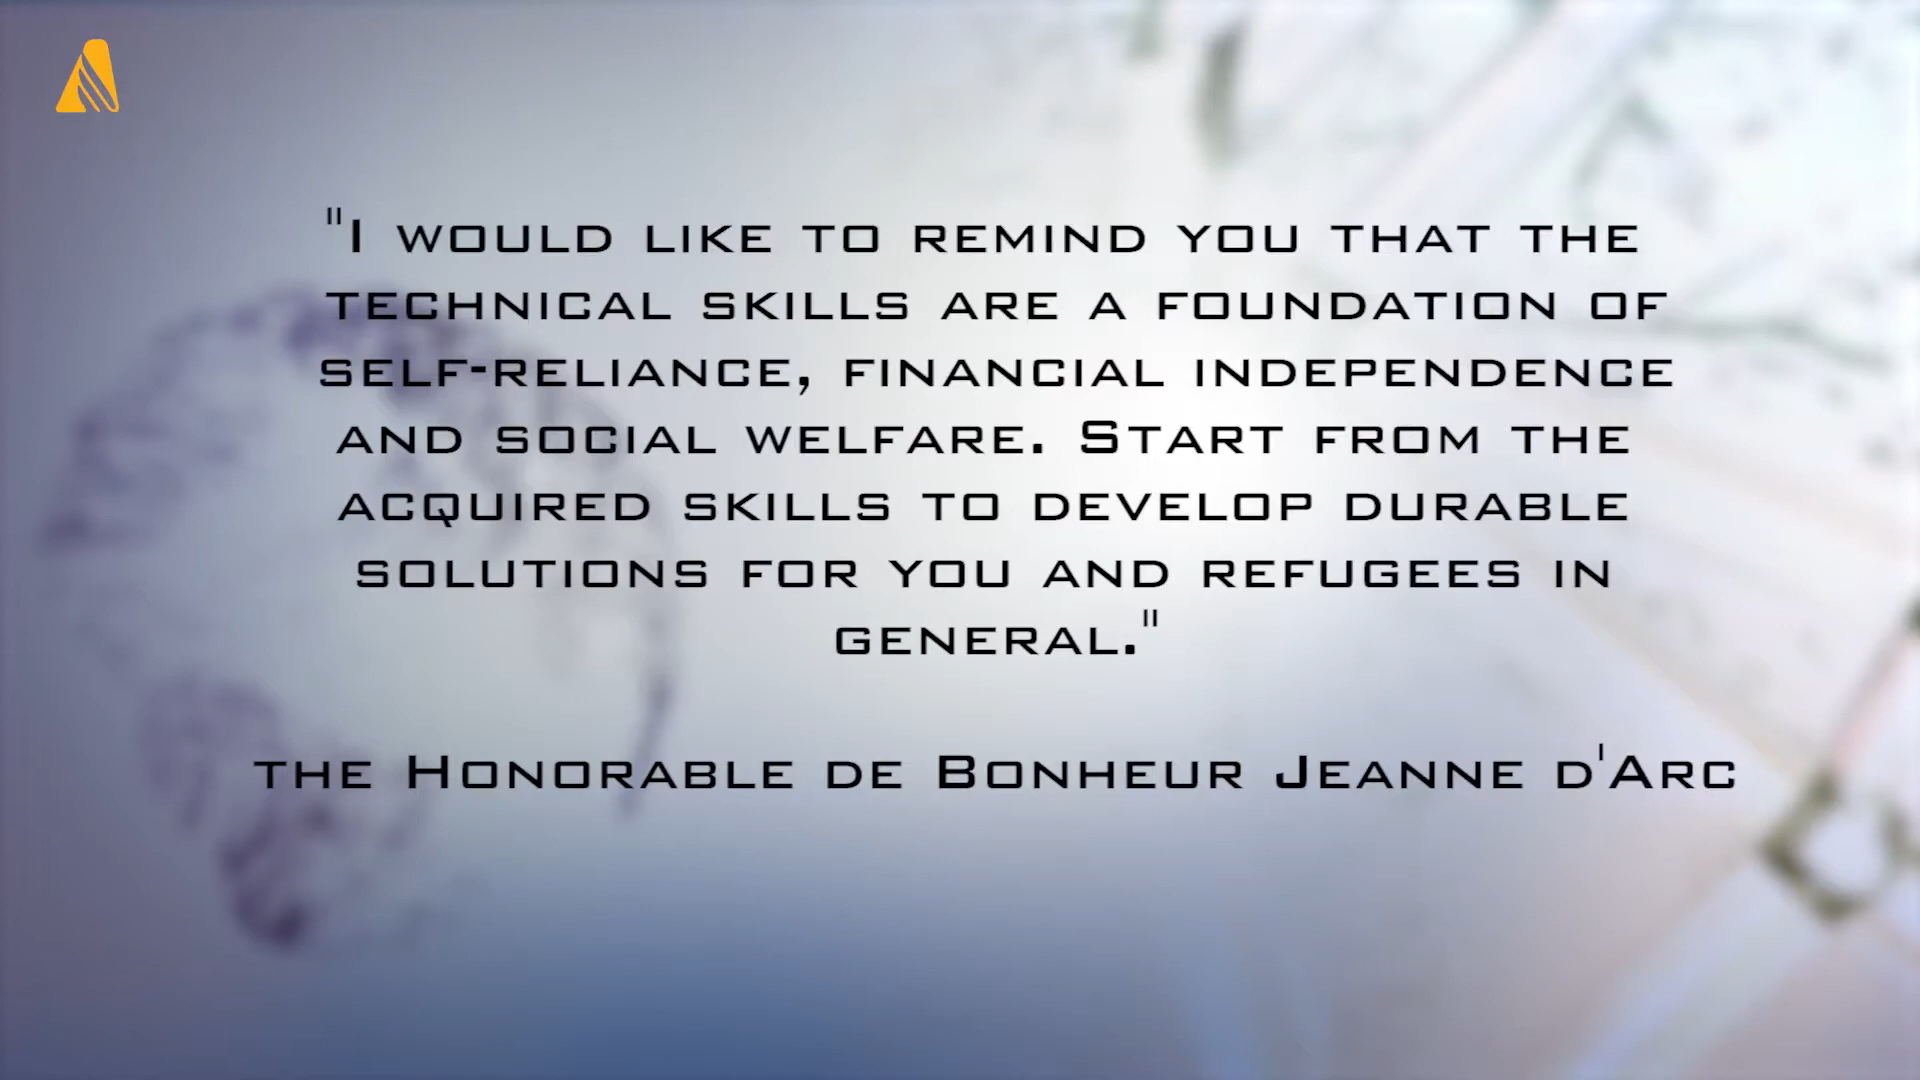 "I would like to remind you that the
technical skills are a foundation of
self-reliance, financial independence
and social welfare. Start from the
acquired skills to develop durable
solutions for you and refugees in
general."
the Honorable de Bonheur Jeanne d'Arc